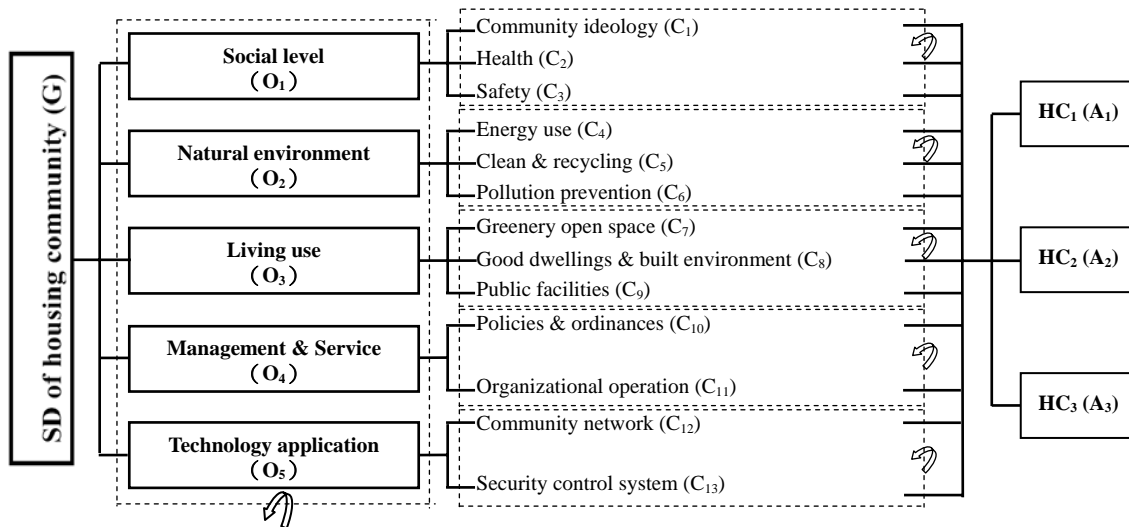 SD of housing community (G)
Social level
(O₁)
Natural environment
(O₂)
Living use
(O₃)
Management & Service
(O₄)
Technology application
(O₅)
Community ideology (C₁)
Health (C₂)
Safety (C₃)
Energy use (C₄)
Clean & recycling (C₅)
Pollution prevention (C₆)
Greenery open space (C₇)
Good dwellings & built environment (C₈)
Public facilities (C₉)
Policies & ordinances (C₁₀)
Organizational operation (C₁₁)
Community network (C₁₂)
Security control system (C₁₃)
HC₁ (A₁)
HC₂ (A₂)
HC₃ (A₃)